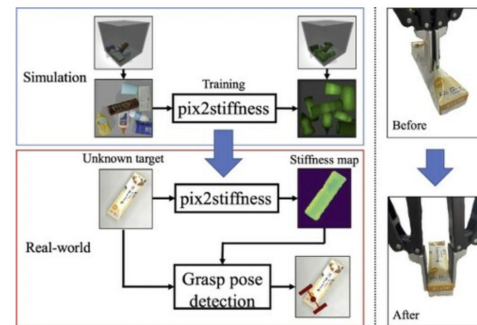 Simulation
Training
pix2stiffness
Unknown target
Stiffness map
pix2stiffness
Real-world
Grasp pose
detection
Before
After